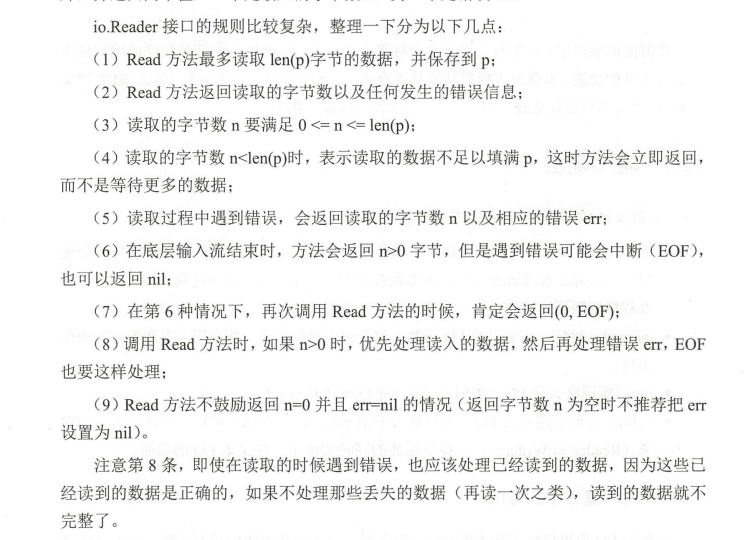 io.Reader 接口的规则比较复杂，整理一下分为以下几点：
（1）Read 方法最多读取 len(p)字节的数据，并保存到 p；
（2）Read 方法返回读取的字节数以及任何发生的错误信息；
（3）读取的字节数 n 要满足 0 <= n <= len(p)；
（4）读取的字节数 n<len(p)时，表示读取的数据不足以填满 p，这时方法会立即返回，
而不是等待更多的数据；
（5）读取过程中遇到错误，会返回读取的字节数 n 以及相应的错误 err；
（6）在底层输入流结束时，方法会返回 n>0 字节，但是遇到错误可能会中断（EOF），
也可以返回 nil；
（7）在第 6 种情况下，再次调用 Read 方法的时候，肯定会返回(0, EOF)；
（8）调用 Read 方法时，如果 n>0 时，优先处理读入的数据，然后再处理错误 err，EOF
也要这样处理；
（9）Read 方法不鼓励返回 n=0 并且 err=nil 的情况（返回字节数 n 为空时不推荐把 err
设置为 nil）。
注意第 8 条，即使在读取的时候遇到错误，也应该处理已经读到的数据，因为这些已
经读到的数据是正确的，如果不处理那些丢失的数据（再读一次之类），读到的数据就不
完整了。